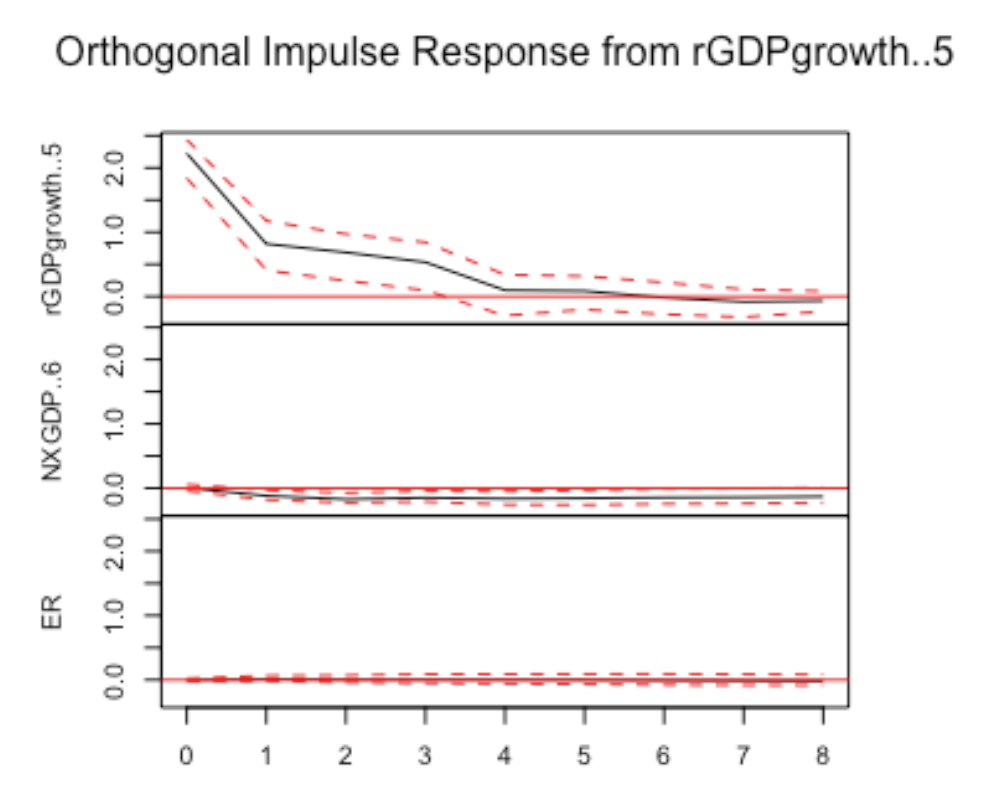 Orthogonal Impulse Response from rGDPgrowth..5
rGDPgrowth..5
0.0 1.0 2.0
NXGDP..6
0.0 1.0 2.0
ER
0.0 1.0 2.0
0 1 2 3 4 5 6 7 8